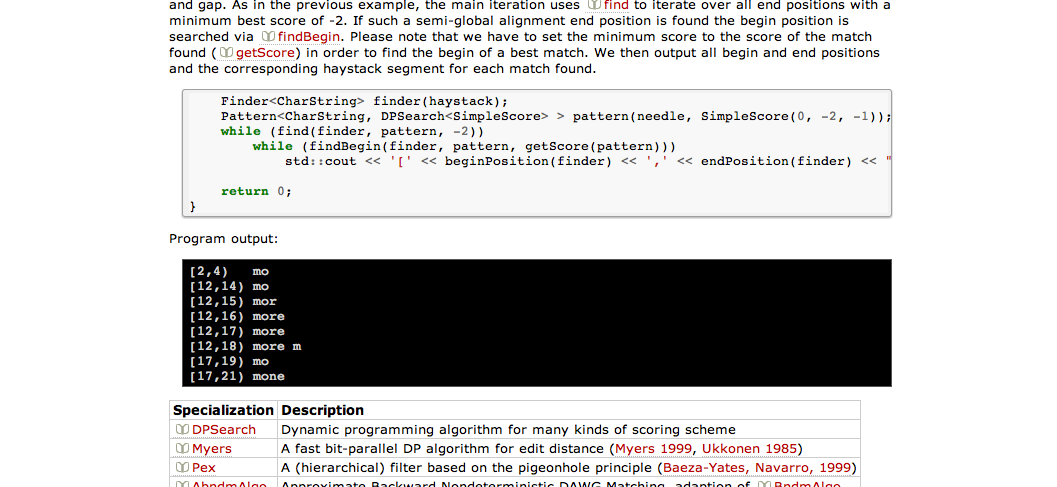 and gap. As in the previous example, the main iteration uses find to iterate over all end positions with a
minimum best score of -2. If such a semi-global alignment end position is found the begin position is
searched via findBegin. Please note that we have to set the minimum score to the score of the match
found (getScore) in order to find the begin of a best match. We then output all begin and end positions
and the corresponding haystack segment for each match found.
Finder<CharString> finder(haystack);
Pattern<CharString, DPSearch<SimpleScore> > pattern(needle, SimpleScore(0, -2, -1));
while (find(finder, pattern, -2))
while (findBegin(finder, pattern, getScore(pattern)))
std::cout << '[' << beginPosition(finder) << ',' << endPosition(finder) << "
return 0;
}
Program output:
[2,4) mo
[12,14) mo
[12,15) mor
[12,16) more
[12,17) more
[12,18) more m
[17,19) mo
[17,21) mone
Specialization Description
DPSearch Dynamic programming algorithm for many kinds of scoring scheme
Myers A fast bit-parallel DP algorithm for edit distance (Myers 1999, Ukkonen 1985)
Pex A (hierarchical) filter based on the pigeonhole principle (Baeza-Yates, Navarro, 1999)
AbndmAlgo Approximate Backward Nondeterministic DAWG Matching, adaption of BndmAlgo